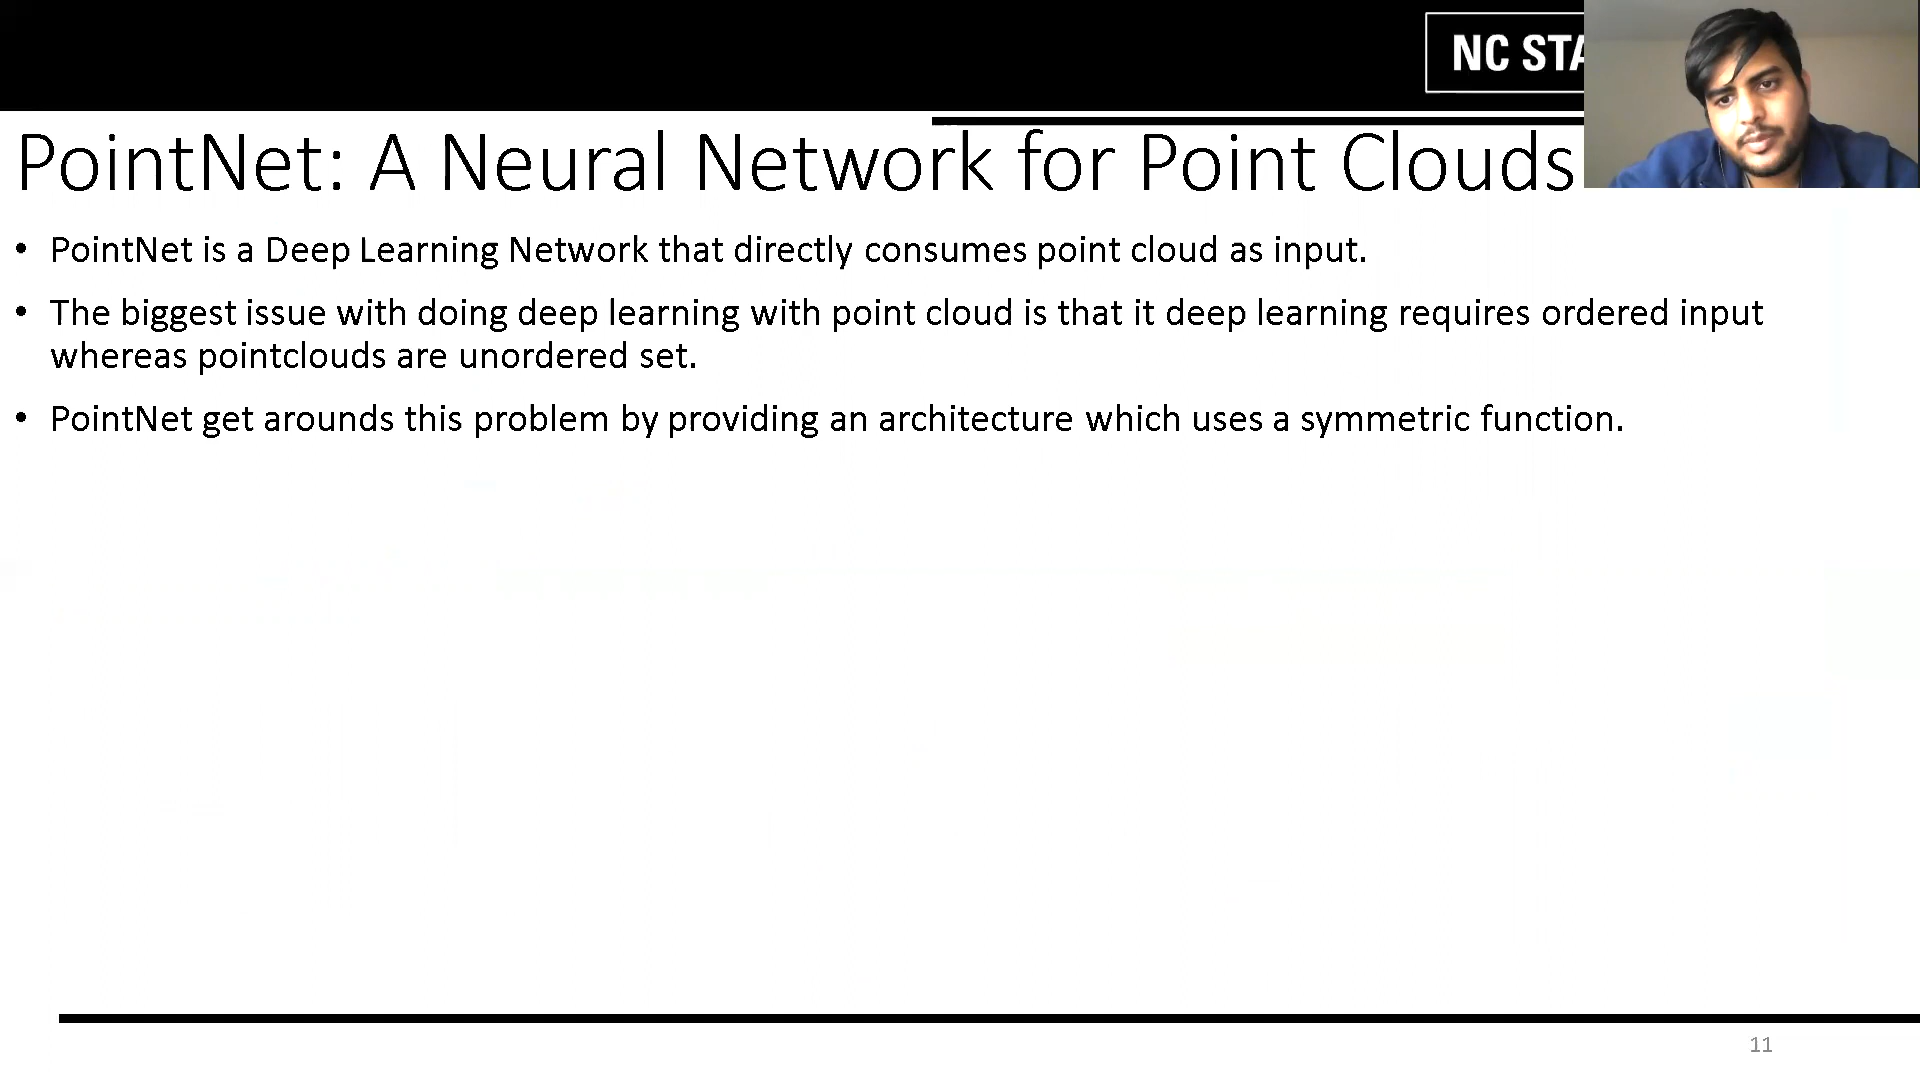 NC STA
PointNet: A Neural Network for Point Clouds
• PointNet is a Deep Learning Network that directly consumes point cloud as input.
• The biggest issue with doing deep learning with point cloud is that it deep learning requires ordered input
whereas pointclouds are unordered set.
• PointNet get arounds this problem by providing an architecture which uses a symmetric function.
11